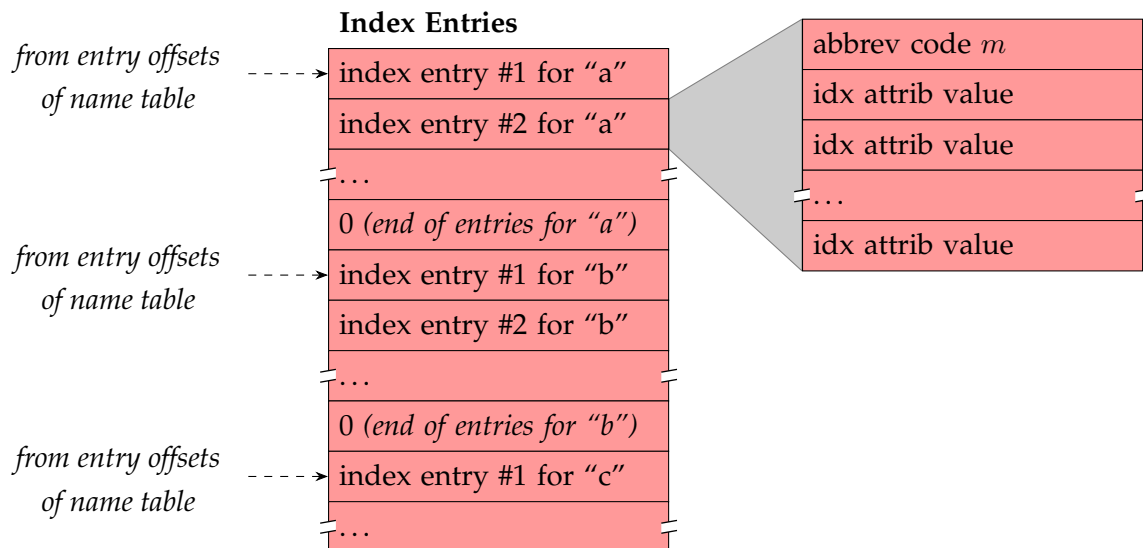 Index Entries
from entry offsets
of name table
index entry #1 for “a”
index entry #2 for “a”
...
0 (end of entries for “a”)
from entry offsets
of name table
index entry #1 for “b”
index entry #2 for “b”
...
0 (end of entries for “b”)
from entry offsets
of name table
index entry #1 for “c”
...
abbrev code m
idx attrib value
idx attrib value
...
idx attrib value